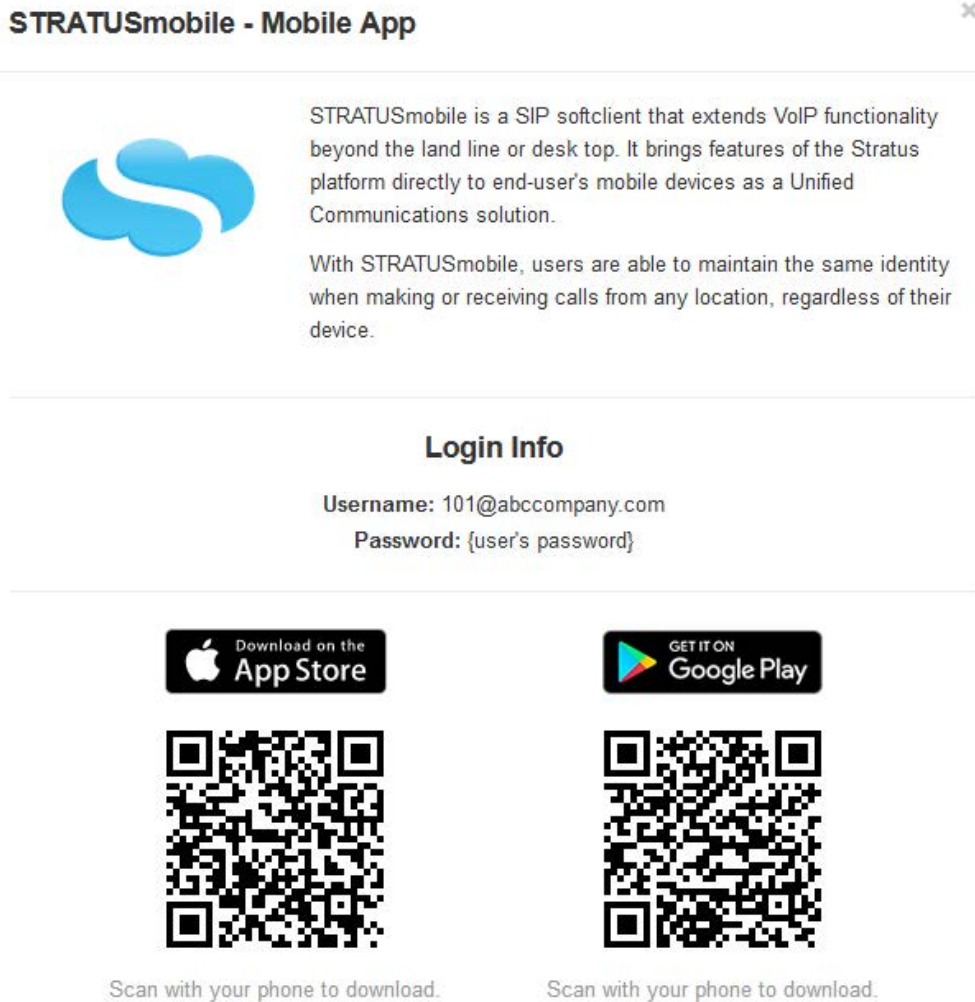 STRATUSmobile - Mobile App
STRATUSmobile is a SIP softclient that extends VoIP functionality
beyond the land line or desk top. It brings features of the Stratus
platform directly to end-user's mobile devices as a Unified
Communications solution.
With STRATUSmobile, users are able to maintain the same identity
when making or receiving calls from any location, regardless of their
device.
Login Info
Username: 101@abccompany.com
Password: {user's password}
Download on the
App Store
GET IT ON
Google Play
Scan with your phone to download.
Scan with your phone to download.